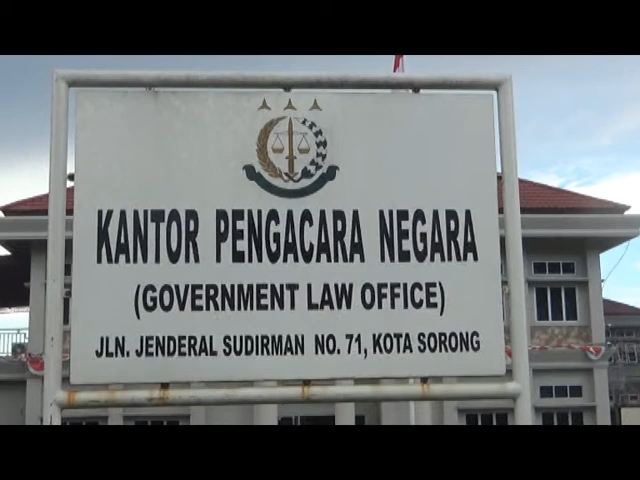 KANTOR PENGACARA NEGARA
(GOVERNMENT LAW OFFICE)
JLN. JENDERAL SUDIRMAN NO. 71, KOTA SORONG